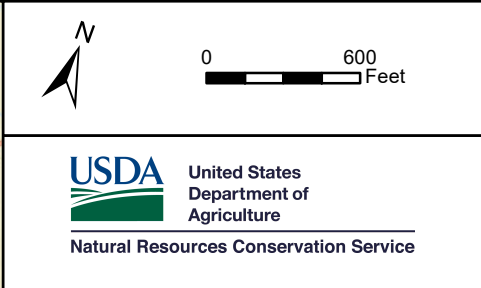 N
0 600
Feet
USDA
United States
Department of
Agriculture
Natural Resources Conservation Service